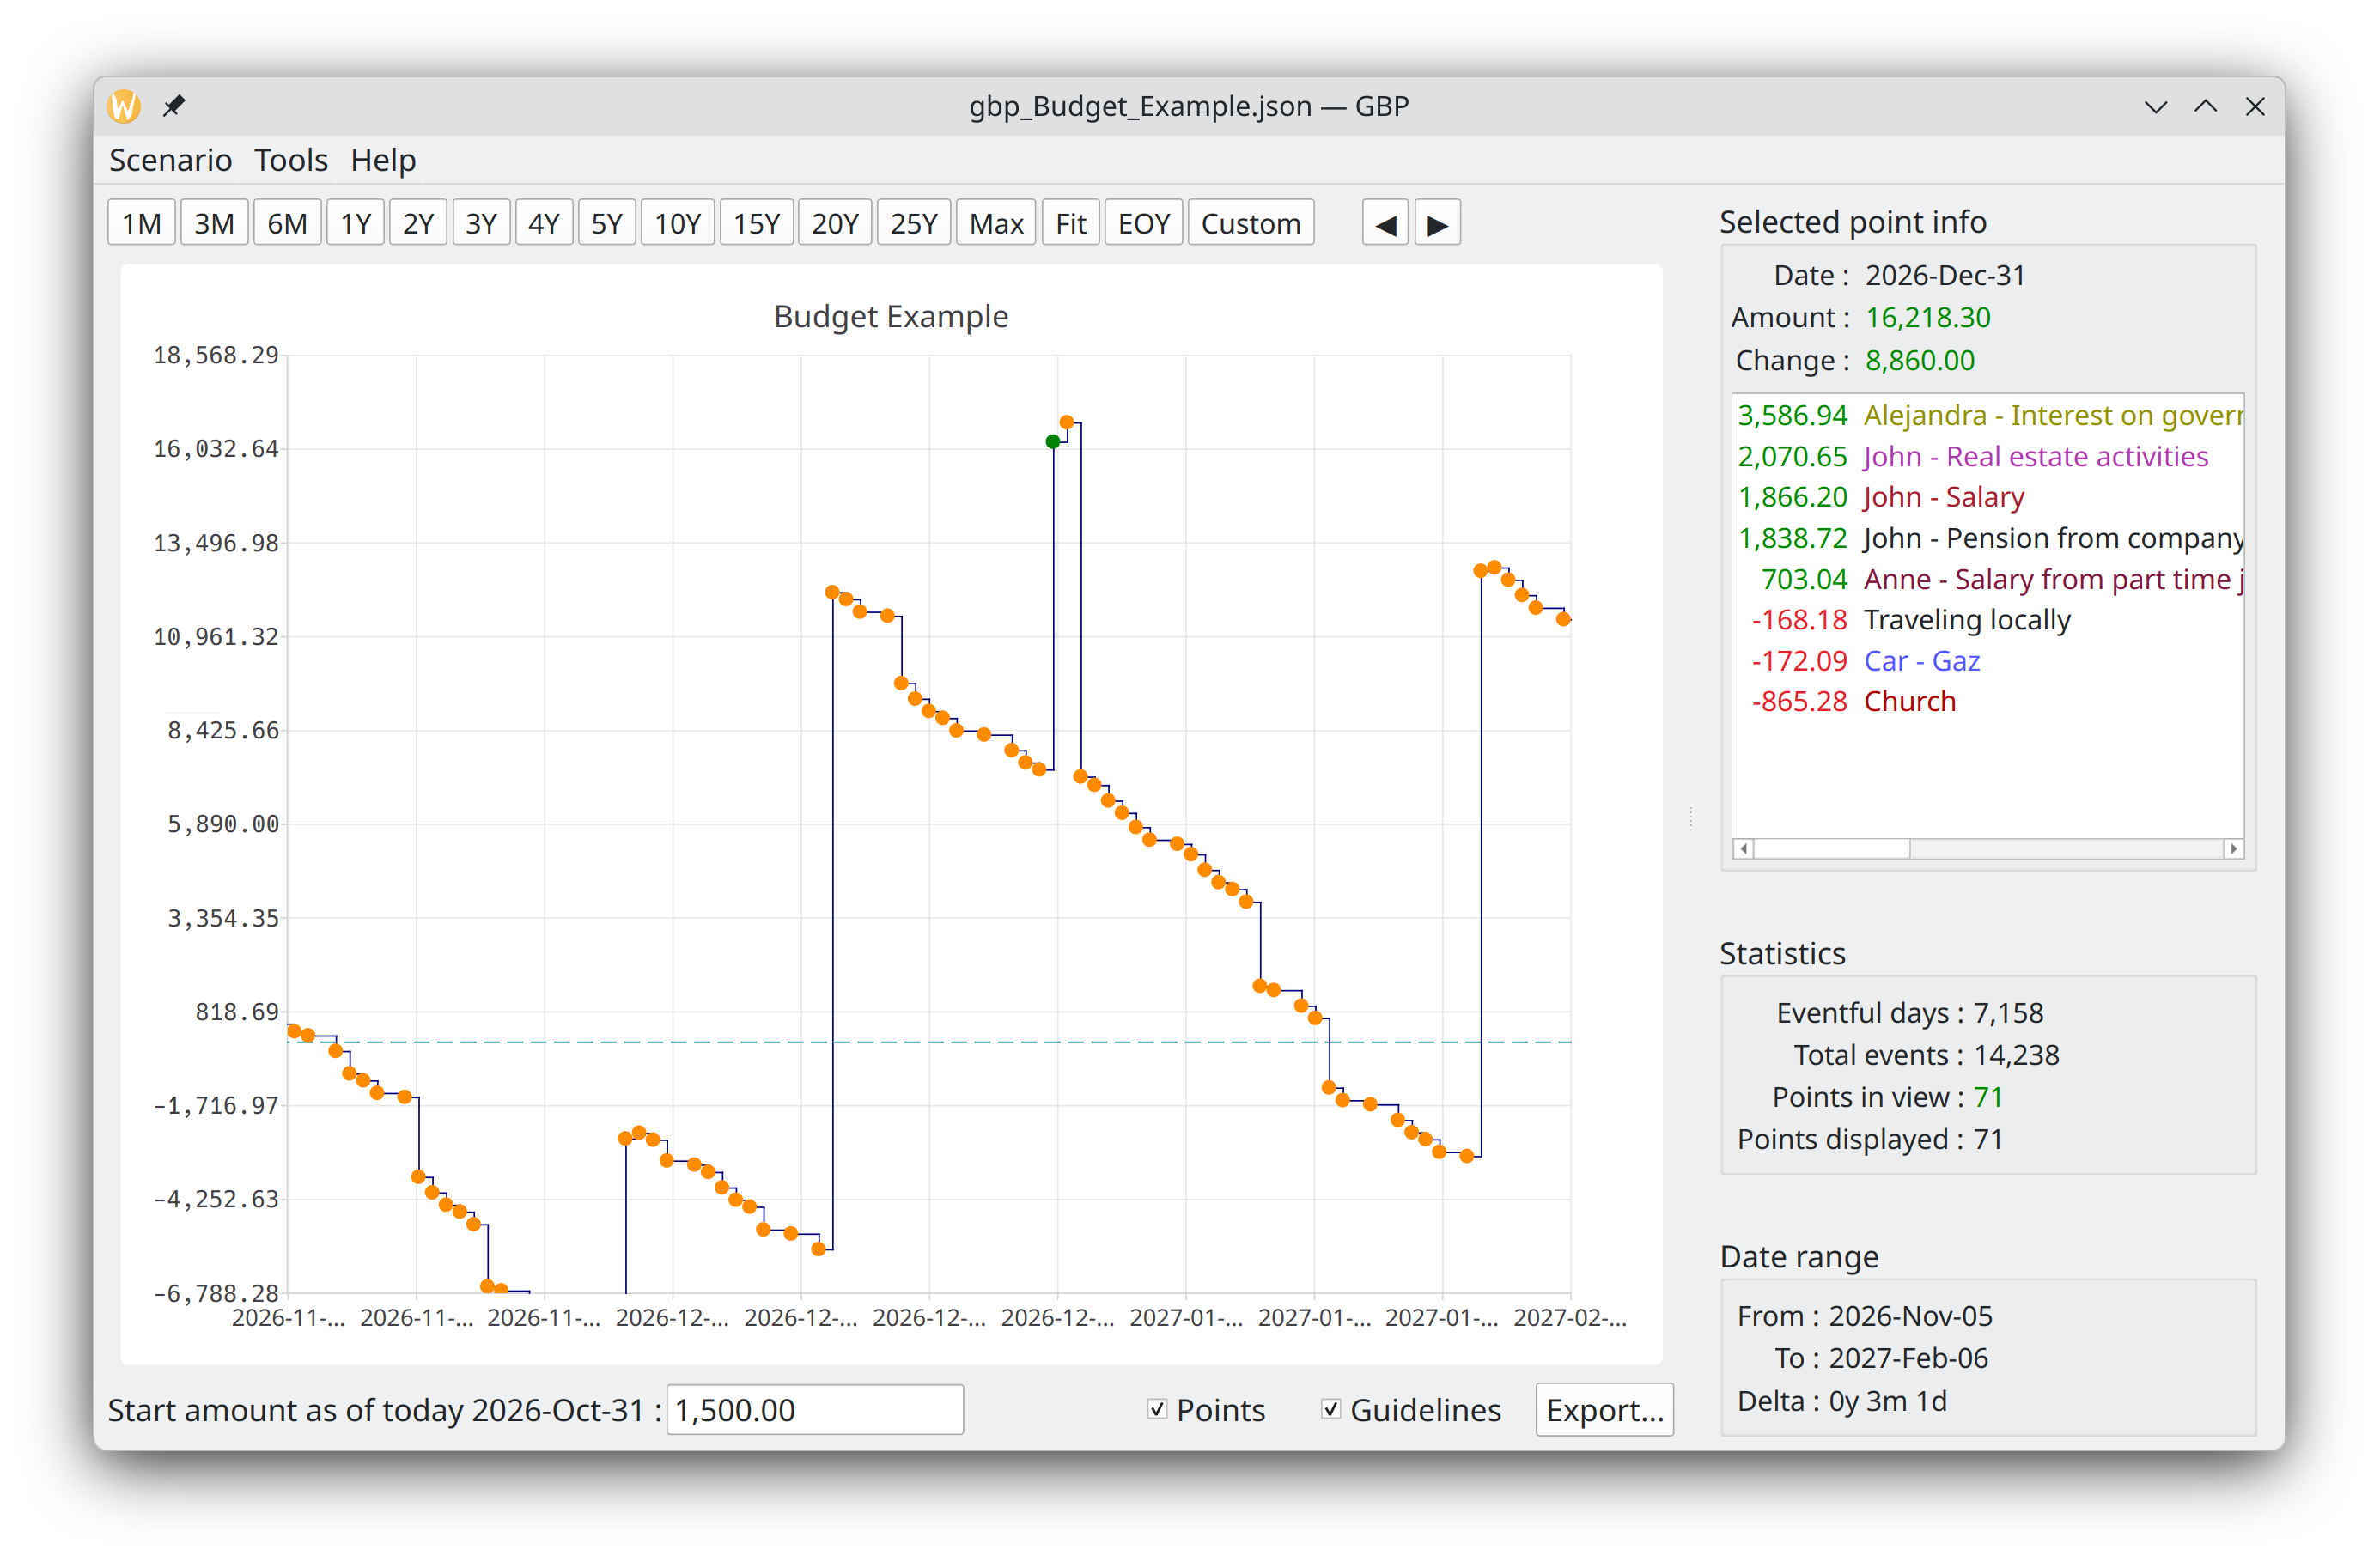 gbp_Budget_Example.json — GBP
Scenario Tools Help
1M 3M 6M 1Y 2Y 3Y 4Y 5Y 10Y 15Y 20Y 25Y Max Fit EOY Custom ◀ ▶
Budget Example
18,568.29
16,032.64
13,496.98
10,961.32
8,425.66
5,890.00
3,354.35
818.69
-1,716.97
-4,252.63
-6,788.28
2026-11-... 2026-11-... 2026-11-... 2026-12-... 2026-12-... 2026-12-... 2026-12-... 2027-01-... 2027-01-... 2027-01-... 2027-02-...
Start amount as of today 2026-Oct-31 : 1,500.00
Points Guidelines Export...
Selected point info
Date : 2026-Dec-31
Amount : 16,218.30
Change : 8,860.00
3,586.94 Alejandra - Interest on govern
2,070.65 John - Real estate activities
1,866.20 John - Salary
1,838.72 John - Pension from company
703.04 Anne - Salary from part time j
-168.18 Traveling locally
-172.09 Car - Gaz
-865.28 Church
Statistics
Eventful days : 7,158
Total events : 14,238
Points in view : 71
Points displayed : 71
Date range
From : 2026-Nov-05
To : 2027-Feb-06
Delta : 0y 3m 1d